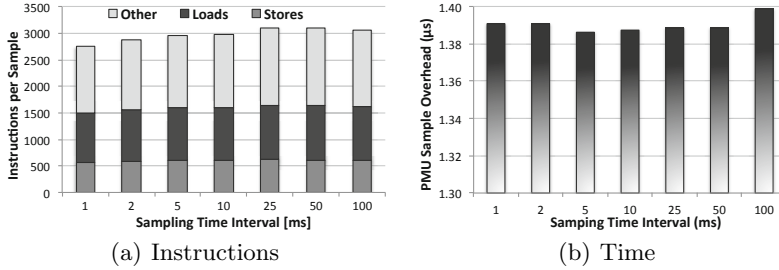 Other Loads Stores
Instructions per Sample
3500
3000
2500
2000
1500
1000
500
0
1 2 5 10 25 50 100
Sampling Time Interval [ms]
(a) Instructions
PMU Sample Overhead (µs)
1.40
1.38
1.36
1.34
1.32
1.30
1 2 5 10 25 50 100
Samping Time Interval (ms)
(b) Time